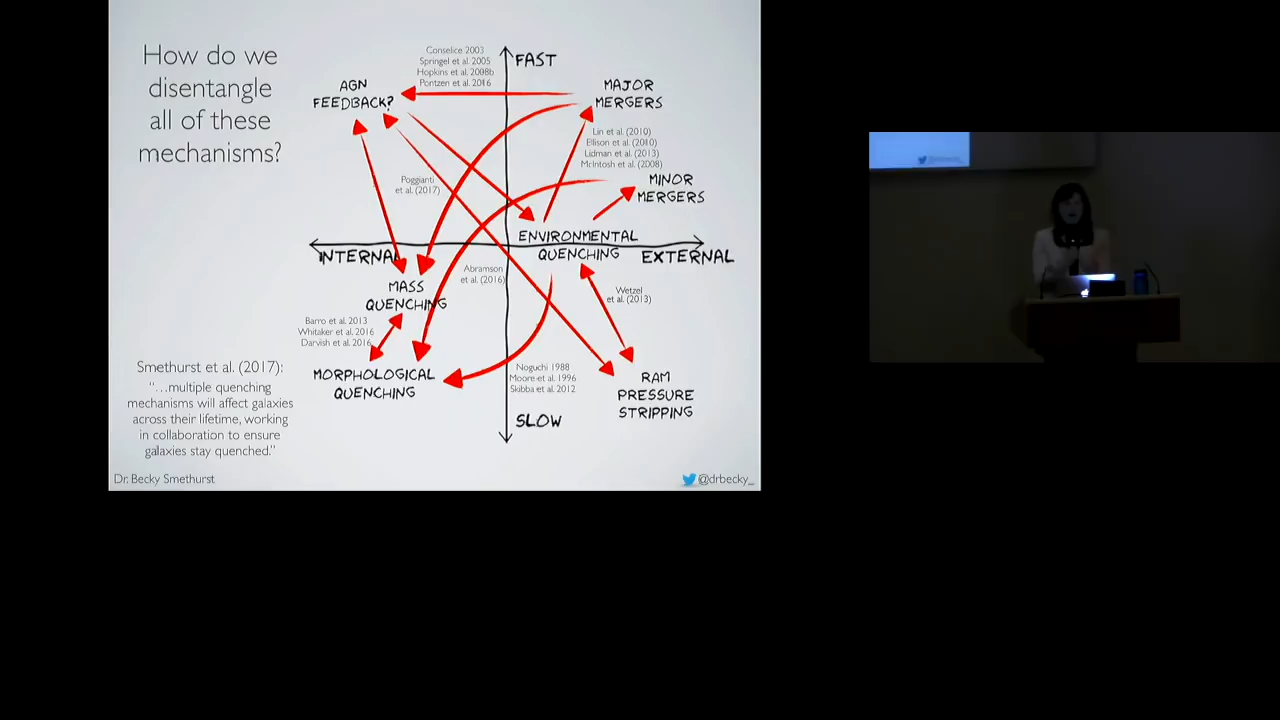 How do we
disentangle
all of these
mechanisms?
Conselice 2003
Springel et al. 2005
Hopkins et al. 2008b
Pontzen et al. 2016
FAST
AGN
FEEDBACK?
MAJOR
MERGERS
Lin et al. (2010)
Ellison et al. (2010)
Lidman et al. (2013)
McIntosh et al. (2008)
Poggianti
et al. (2017)
MINOR
MERGERS
ENVIRONMENTAL
QUENCHING
INTERNAL
EXTERNAL
MASS
QUENCHING
Abramson
et al. (2016)
Wetzel
et al. (2013)
Barro et al. 2013
Whitaker et al. 2016
Darvish et al. 2016
MORPHOLOGICAL
QUENCHING
Noguchi 1988
Moore et al. 1996
Skibba et al. 2012
RAM
PRESSURE
STRIPPING
SLOW
Smethurst et al. (2017):
“...multiple quenching
mechanisms will affect galaxies
across their lifetime, working
in collaboration to ensure
galaxies stay quenched.”
Dr. Becky Smethurst
@drbecky_